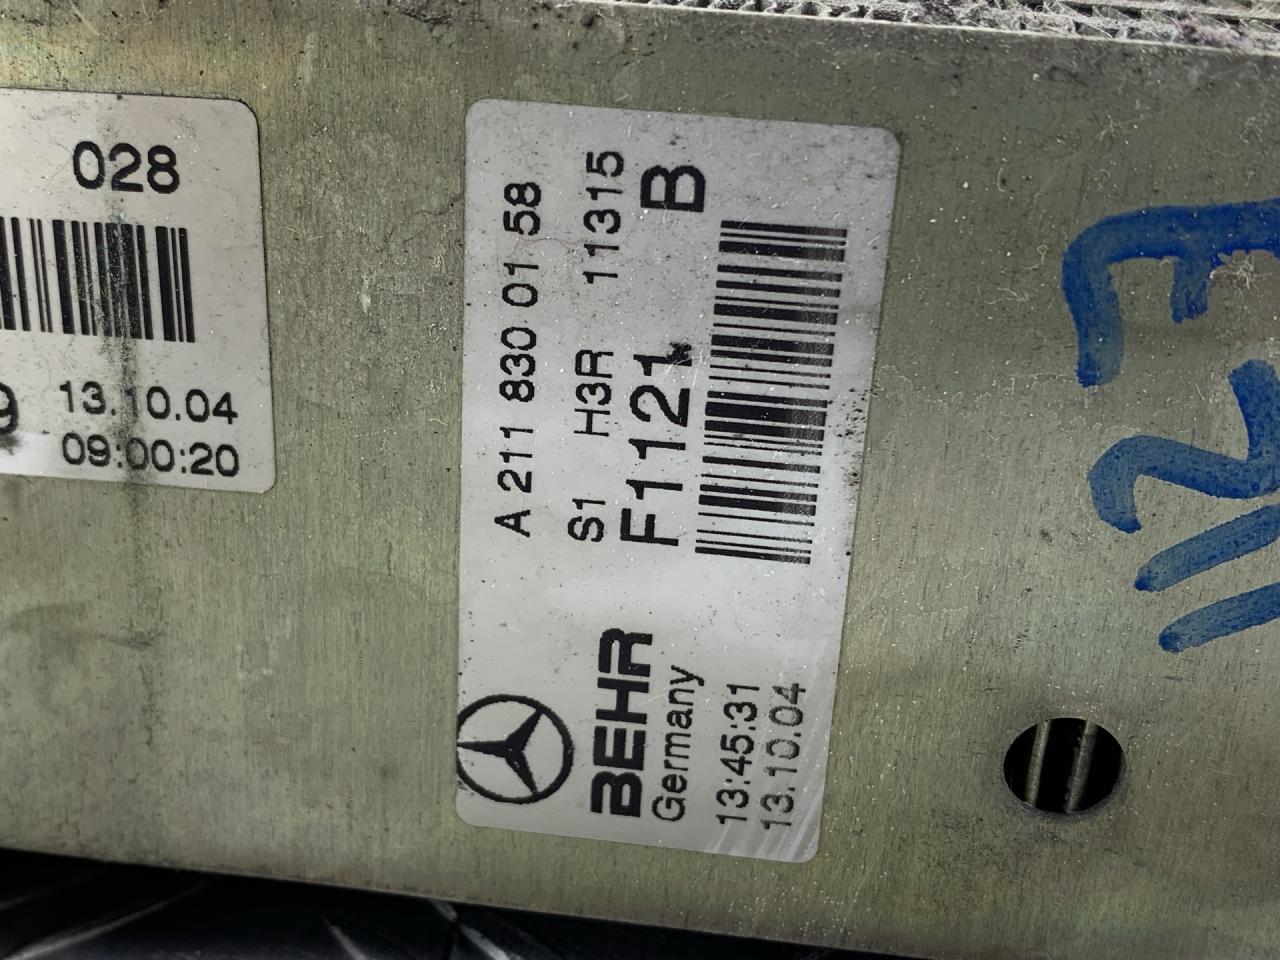 028
13.10.04
09:00:20
A 211 830 01 58
S1 H3R 11315
F1121 B
BEHR
Germany
13:45:31
13.10.04